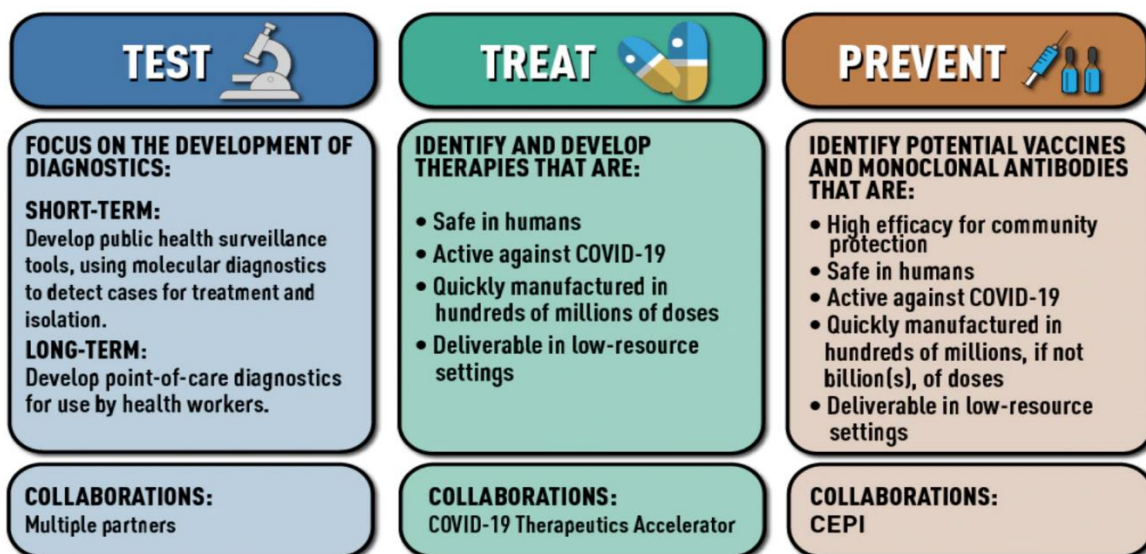 TEST
FOCUS ON THE DEVELOPMENT OF
DIAGNOSTICS:
SHORT-TERM:
Develop public health surveillance
tools, using molecular diagnostics
to detect cases for treatment and
isolation.
LONG-TERM:
Develop point-of-care diagnostics
for use by health workers.
COLLABORATIONS:
Multiple partners
TREAT
IDENTIFY AND DEVELOP
THERAPIES THAT ARE:
• Safe in humans
• Active against COVID-19
• Quickly manufactured in
hundreds of millions of doses
• Deliverable in low-resource
settings
COLLABORATIONS:
COVID-19 Therapeutics Accelerator
PREVENT
IDENTIFY POTENTIAL VACCINES
AND MONOCLONAL ANTIBODIES
THAT ARE:
• High efficacy for community
protection
• Safe in humans
• Active against COVID-19
• Quickly manufactured in
hundreds of millions, if not
billion(s), of doses
• Deliverable in low-resource
settings
COLLABORATIONS:
CEPI